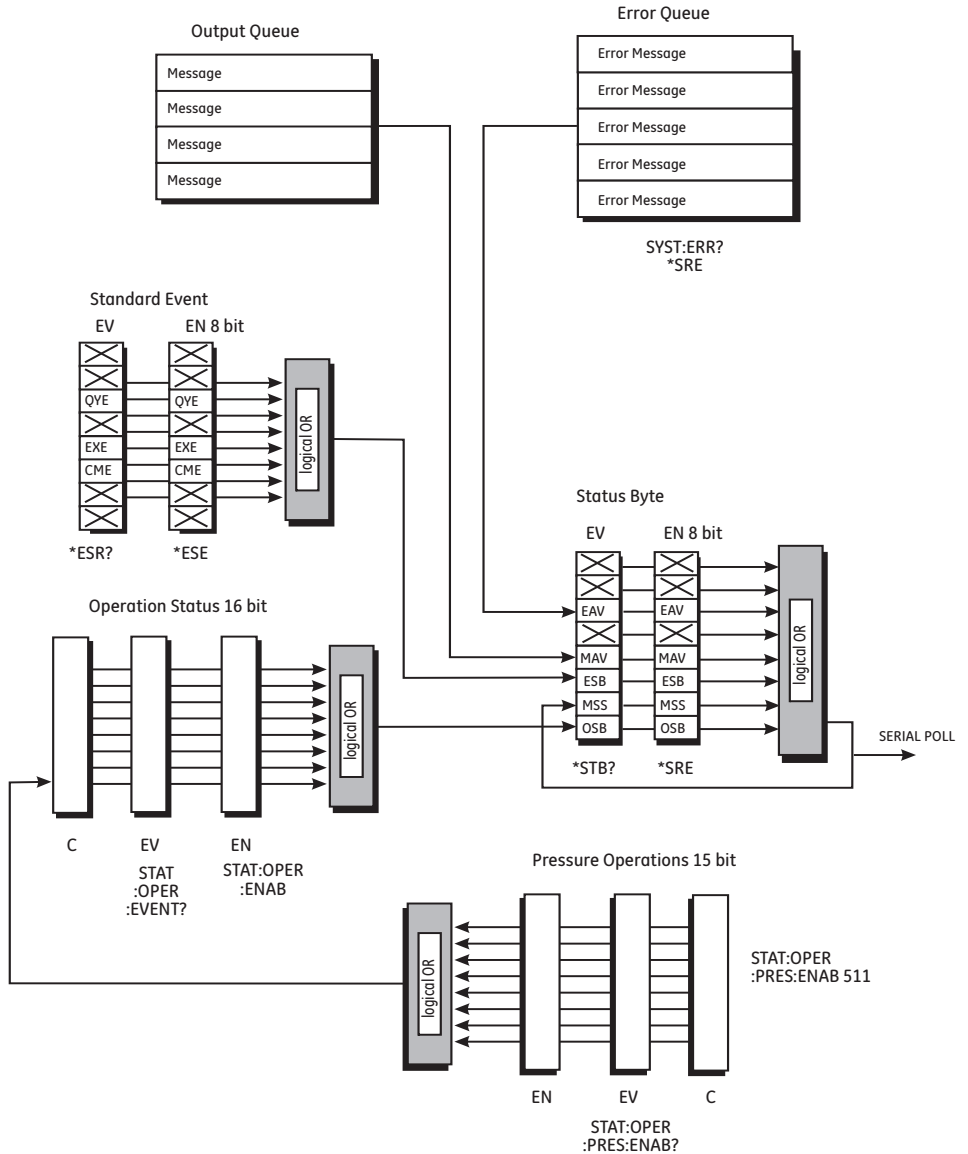 Output Queue
Message
Message
Message
Message
Error Queue
Error Message
Error Message
Error Message
Error Message
Error Message
SYST:ERR?
*SRE
Standard Event
EV
EN 8 bit
QYE
QYE
EXE
EXE
CME
CME
logical OR
*ESR?
*ESE
Status Byte
EV
EN 8 bit
EAV
EAV
MAV
MAV
ESB
ESB
MSS
MSS
OSB
OSB
logical OR
*STB?
*SRE
SERIAL POLL
Operation Status 16 bit
logical OR
C
EV
EN
STAT
:OPER
:EVENT?
STAT:OPER
:ENAB
Pressure Operations 15 bit
logical OR
STAT:OPER
:PRES:ENAB 511
EN
EV
C
STAT:OPER
:PRES:ENAB?